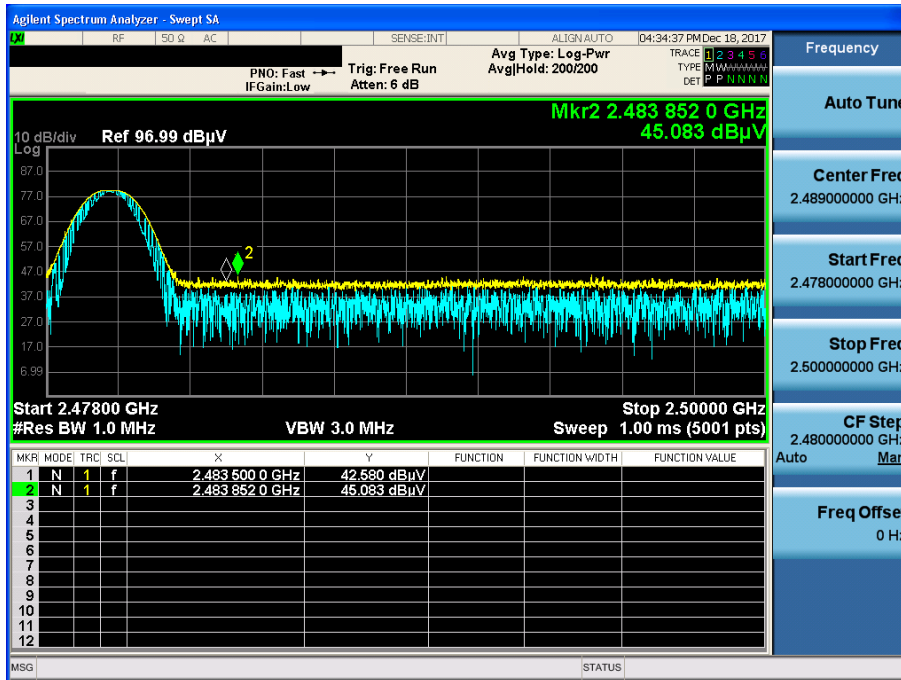 Agilent Spectrum Analyzer - Swept SA
LXI RF 50 Ω AC SENSE:INT ALIGN AUTO 04:34:37 PM Dec 18, 2017
Frequency
PNO: Fast
IFGain:Low
Trig: Free Run
Atten: 6 dB
Avg Type: Log-Pwr
Avg|Hold: 200/200
TRACE 1 2 3 4 5 6
TYPE M W W W W W
DET P P N N N N
Auto Tune
Mkr2 2.483 852 0 GHz
45.083 dBµV
10 dB/div Ref 96.99 dBµV
Log
87.0
77.0
67.0
57.0
47.0
37.0
27.0
17.0
6.99
2
Center Freq
2.489000000 GHz
Start Freq
2.478000000 GHz
Stop Freq
2.500000000 GHz
Start 2.47800 GHz Stop 2.50000 GHz
#Res BW 1.0 MHz VBW 3.0 MHz Sweep 1.00 ms (5001 pts)
CF Step
2.480000000 GHz
Auto Man
Freq Offset
0 Hz
MKR MODE TRC SCL X Y FUNCTION FUNCTION WIDTH FUNCTION VALUE
1 N 1 f 2.483 500 0 GHz 42.580 dBµV
2 N 1 f 2.483 852 0 GHz 45.083 dBµV
3
4
5
6
7
8
9
10
11
12
MSG STATUS